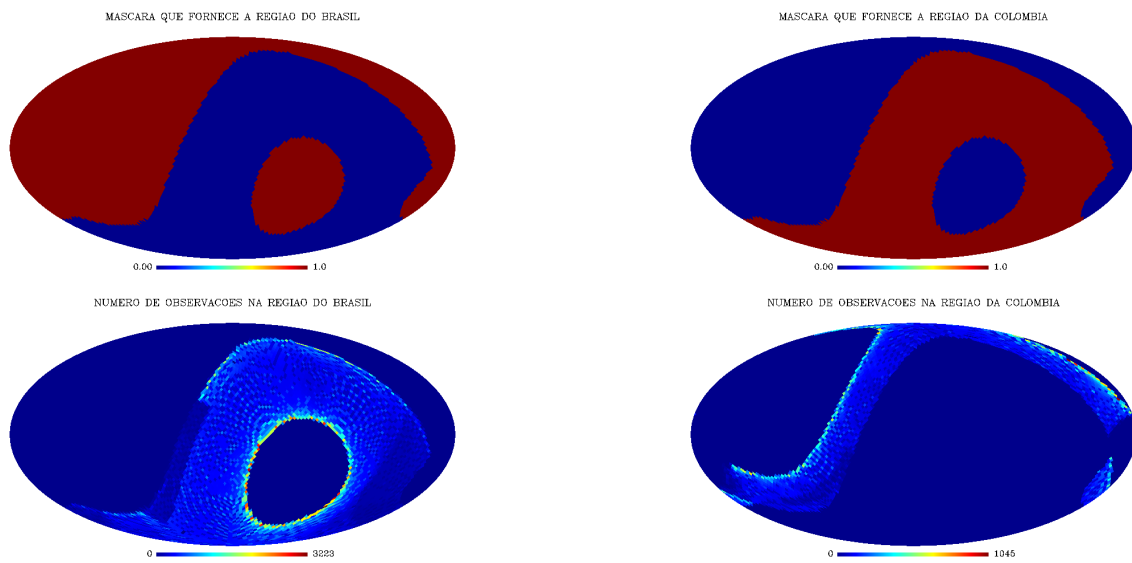 MASCARA QUE FORNECE A REGIAO DO BRASIL
0.00 1.0
MASCARA QUE FORNECE A REGIAO DA COLOMBIA
0.00 1.0
NUMERO DE OBSERVACOES NA REGIAO DO BRASIL
0 3223
NUMERO DE OBSERVACOES NA REGIAO DA COLOMBIA
0 1045